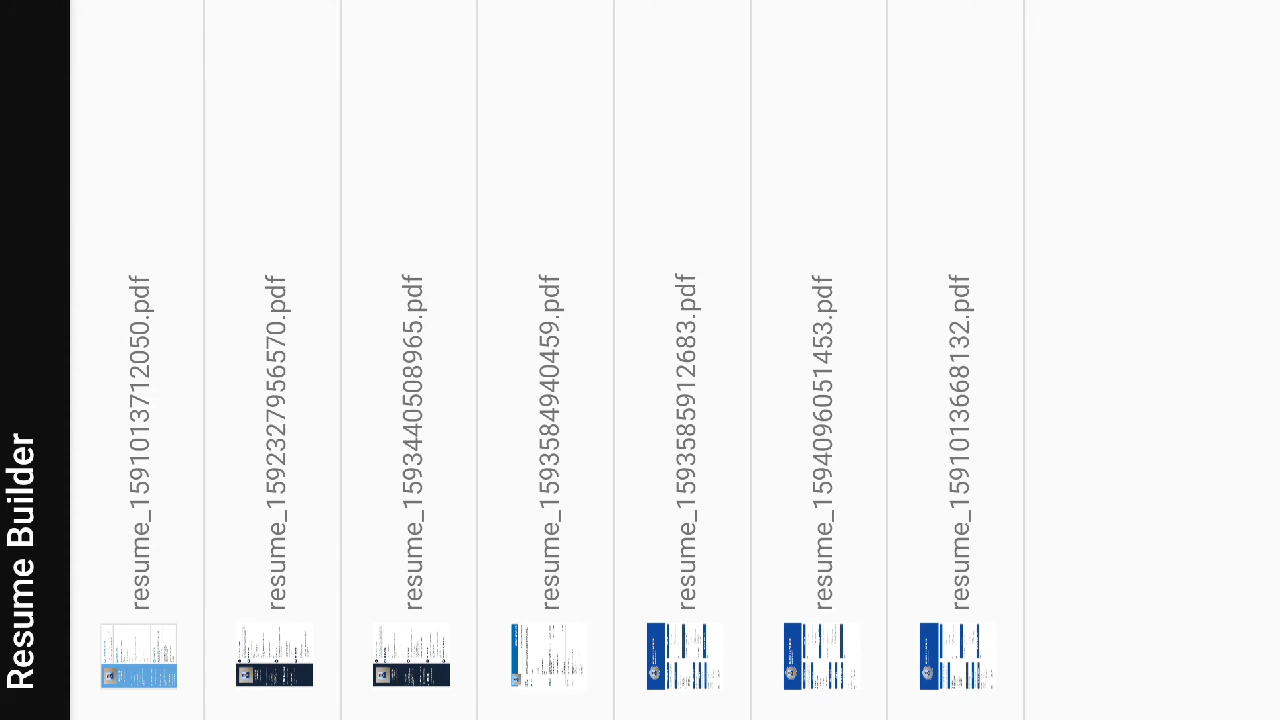 Resume Builder
resume_1591013712050.pdf
resume_1592327956570.pdf
resume_1593440508965.pdf
resume_1593584940459.pdf
resume_1593585912683.pdf
resume_1594096051453.pdf
resume_1591013668132.pdf